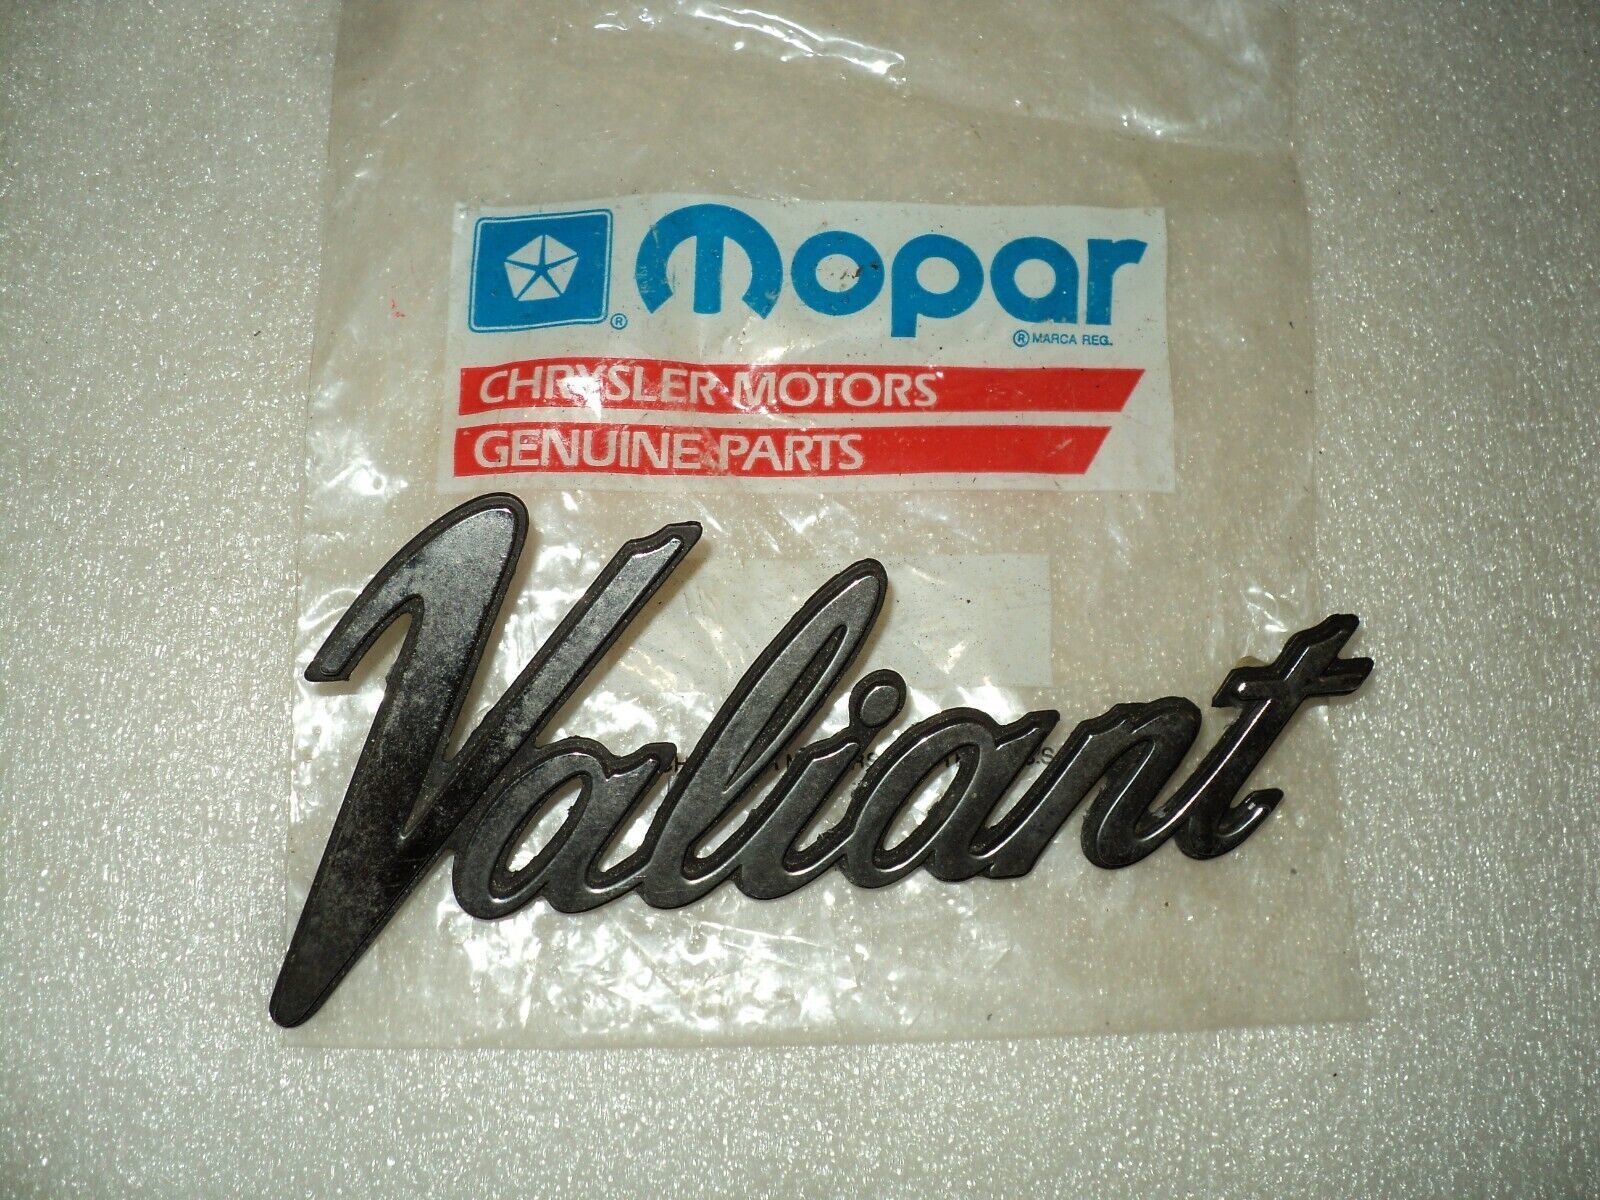 Mopar
®
® MARCA REG.
CHRYSLER MOTORS
GENUINE PARTS
Valiant